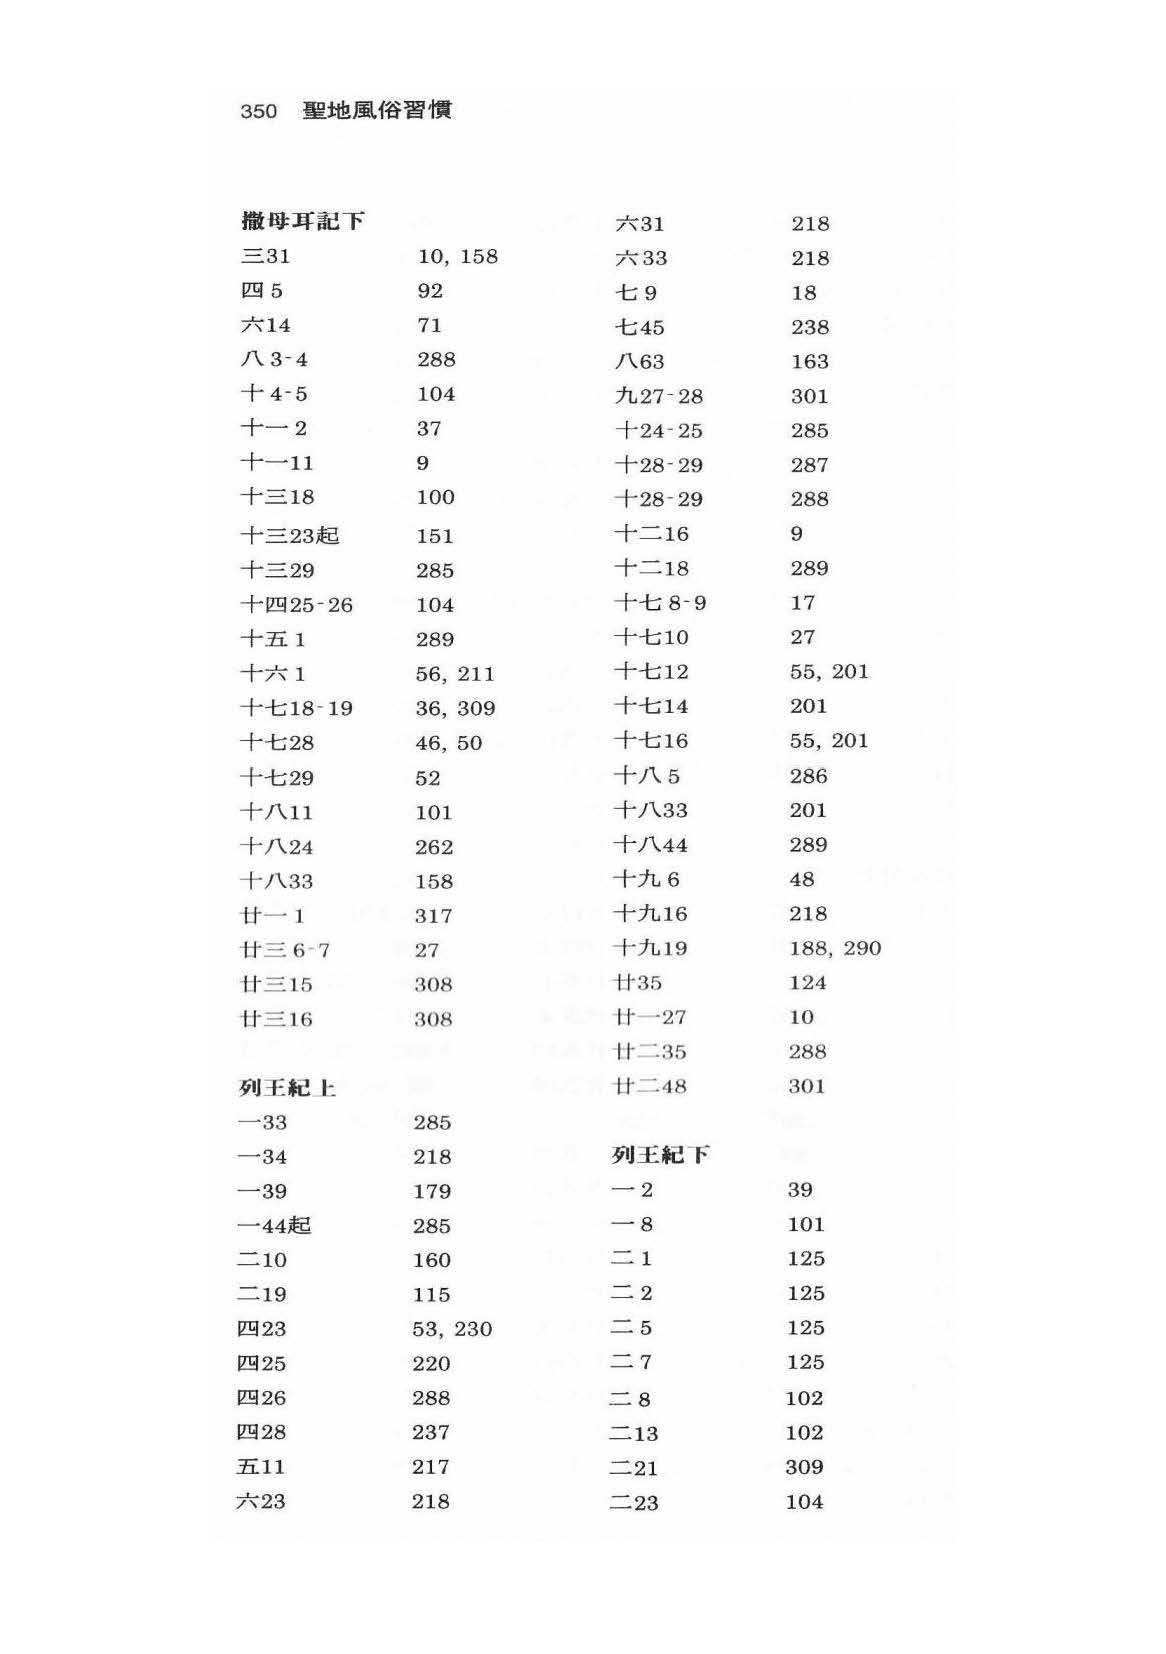 350 聖地風俗習慣
撒母耳記下
三31 10, 158
四5 92
六14 71
八3-4 288
十4-5 104
十一2 37
十一11 9
十三18 100
十三23起 151
十三29 285
十四25-26 104
十五1 289
十六1 56, 211
十七18-19 36, 309
十七28 46, 50
十七29 52
十八11 101
十八24 262
十八33 158
廿一1 317
廿三6-7 27
廿三15 308
廿三16 308
列王紀上
一33 285
一34 218
一39 179
一44起 285
二10 160
二19 115
四23 53, 230
四25 220
四26 288
四28 237
五11 217
六23 218
六31 218
六33 218
七9 18
七45 238
八63 163
九27-28 301
十24-25 285
十28-29 287
十28-29 288
十二16 9
十二18 289
十七8-9 17
十七10 27
十七12 55, 201
十七14 201
十七16 55, 201
十八5 286
十八33 201
十八44 289
十九6 48
十九16 218
十九19 188, 290
廿35 124
廿一27 10
廿二35 288
廿二48 301
列王紀下
一2 39
一8 101
二1 125
二2 125
二5 125
二7 125
二8 102
二13 102
二21 309
二23 104